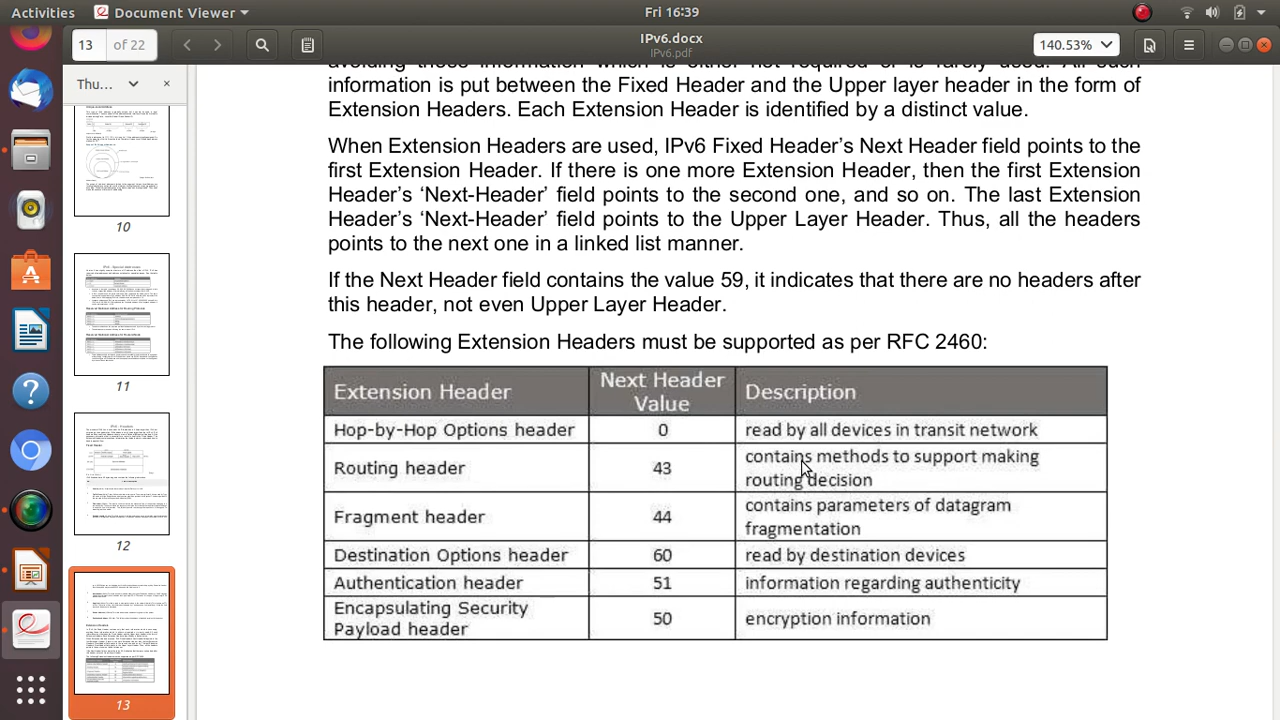 Activities
Document Viewer
Fri 16:39
13
of 22
IPv6.docx
IPv6.pdf
140.53%
Thu...
10
11
12
13
information is put between the Fixed Header and the Upper layer header in the form of
Extension Headers. Each Extension Header is identified by a distinct value.
When Extension Headers are used, IPv6 Fixed Header’s Next Header field points to the
first Extension Header. If there is one more Extension Header, then the first Extension
Header’s ‘Next-Header’ field points to the second one, and so on. The last Extension
Header’s ‘Next-Header’ field points to the Upper Layer Header. Thus, all the headers
points to the next one in a linked list manner.
If the Next Header field contains the value 59, it indicates that there are no headers after
this header, not even Upper Layer Header.
The following Extension Headers must be supported as per RFC 2460:
Extension Header
Next Header
Value
Description
Hop-by-Hop Options header
0
read by all devices in transit network
Routing header
43
contains methods to support making
routing decision
Fragment header
44
contains parameters of datagram
fragmentation
Destination Options header
60
read by destination devices
Authentication header
51
information regarding authenticity
Encapsulating Security
Payload header
50
encryption information